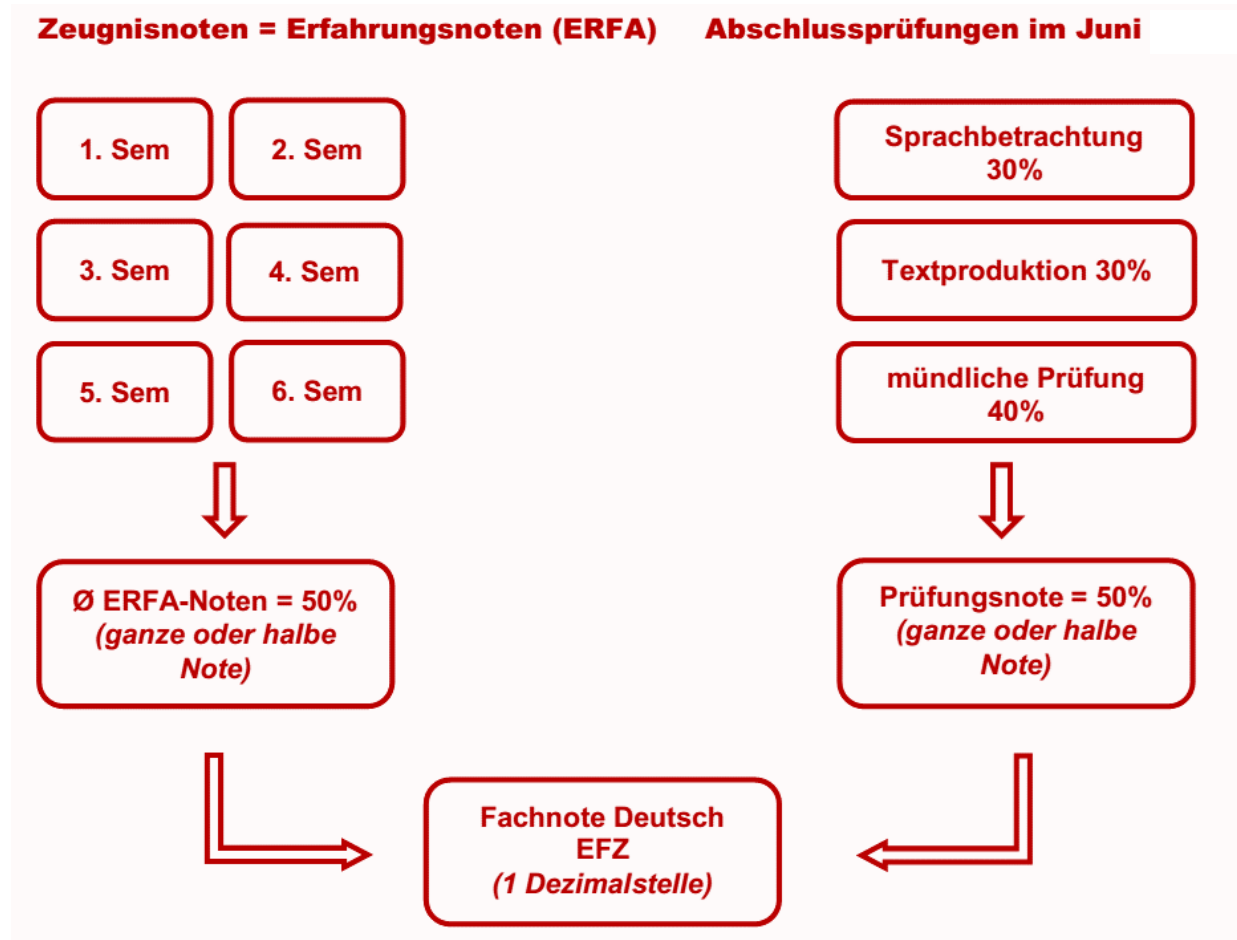 Zeugnisnoten = Erfahrungsnoten (ERFA)
Abschlussprüfungen im Juni
1. Sem
2. Sem
3. Sem
4. Sem
5. Sem
6. Sem
Sprachbetrachtung
30%
Textproduktion 30%
mündliche Prüfung
40%
Ø ERFA-Noten = 50%
(ganze oder halbe
Note)
Prüfungsnote = 50%
(ganze oder halbe
Note)
Fachnote Deutsch
EFZ
(1 Dezimalstelle)